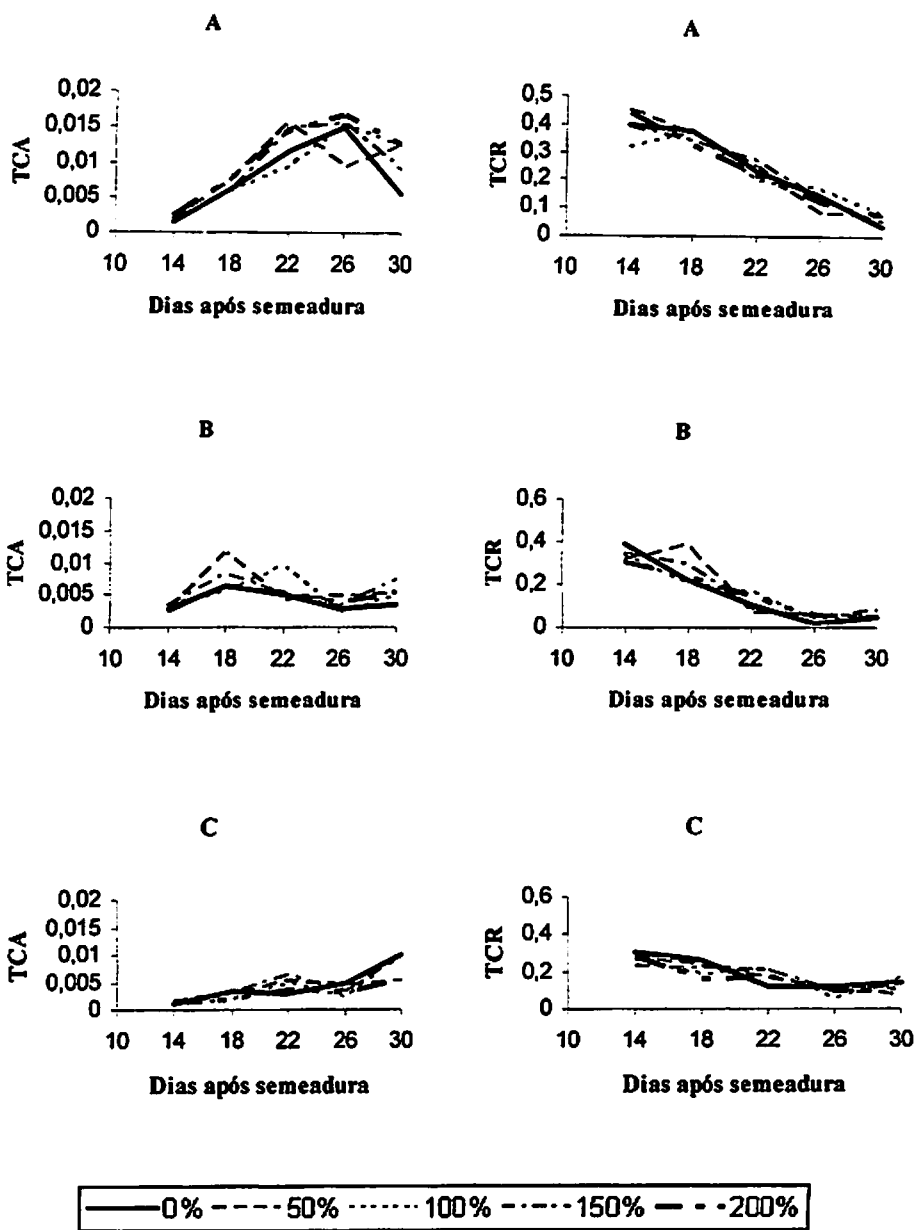 A
0,02
0,015
0,01
0,005
0
TCA
10 14 18 22 26 30
Dias após semeadura
A
0,5
0,4
0,3
0,2
0,1
0
TCR
10 14 18 22 26 30
Dias após semeadura
B
0,02
0,015
0,01
0,005
0
TCA
10 14 18 22 26 30
Dias após semeadura
B
0,6
0,4
0,2
0
TCR
10 14 18 22 26 30
Dias após semeadura
C
0,02
0,015
0,01
0,005
0
TCA
10 14 18 22 26 30
Dias após semeadura
C
0,6
0,4
0,2
0
TCR
10 14 18 22 26 30
Dias após semeadura
0% 50% 100% 150% 200%